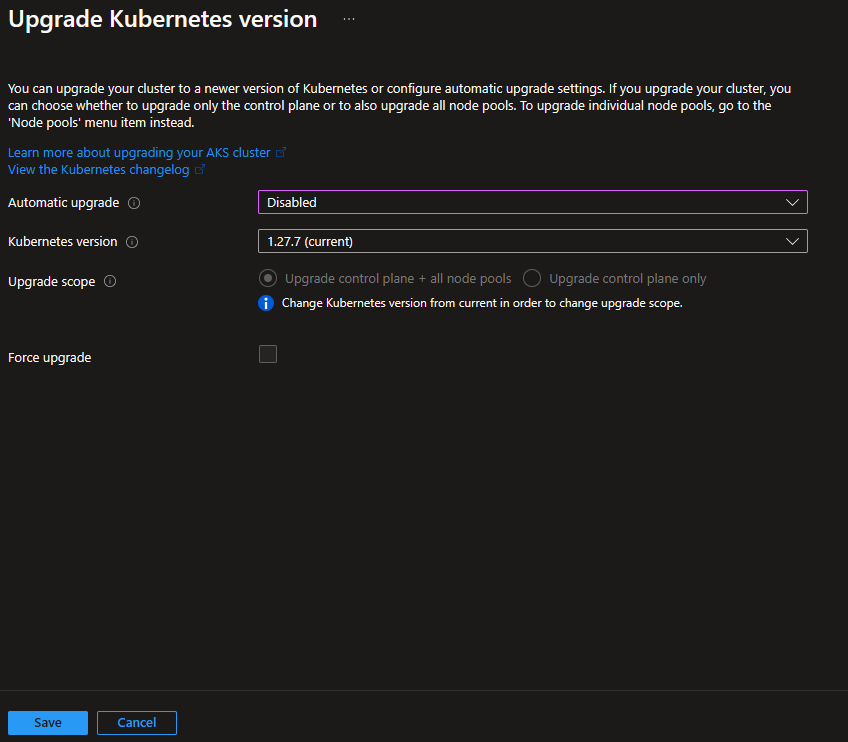 Upgrade Kubernetes version ...
You can upgrade your cluster to a newer version of Kubernetes or configure automatic upgrade settings. If you upgrade your cluster, you
can choose whether to upgrade only the control plane or to also upgrade all node pools. To upgrade individual node pools, go to the
'Node pools' menu item instead.
Learn more about upgrading your AKS cluster
View the Kubernetes changelog
Automatic upgrade Disabled
Kubernetes version 1.27.7 (current)
Upgrade scope Upgrade control plane + all node pools Upgrade control plane only
Change Kubernetes version from current in order to change upgrade scope.
Force upgrade
Save Cancel